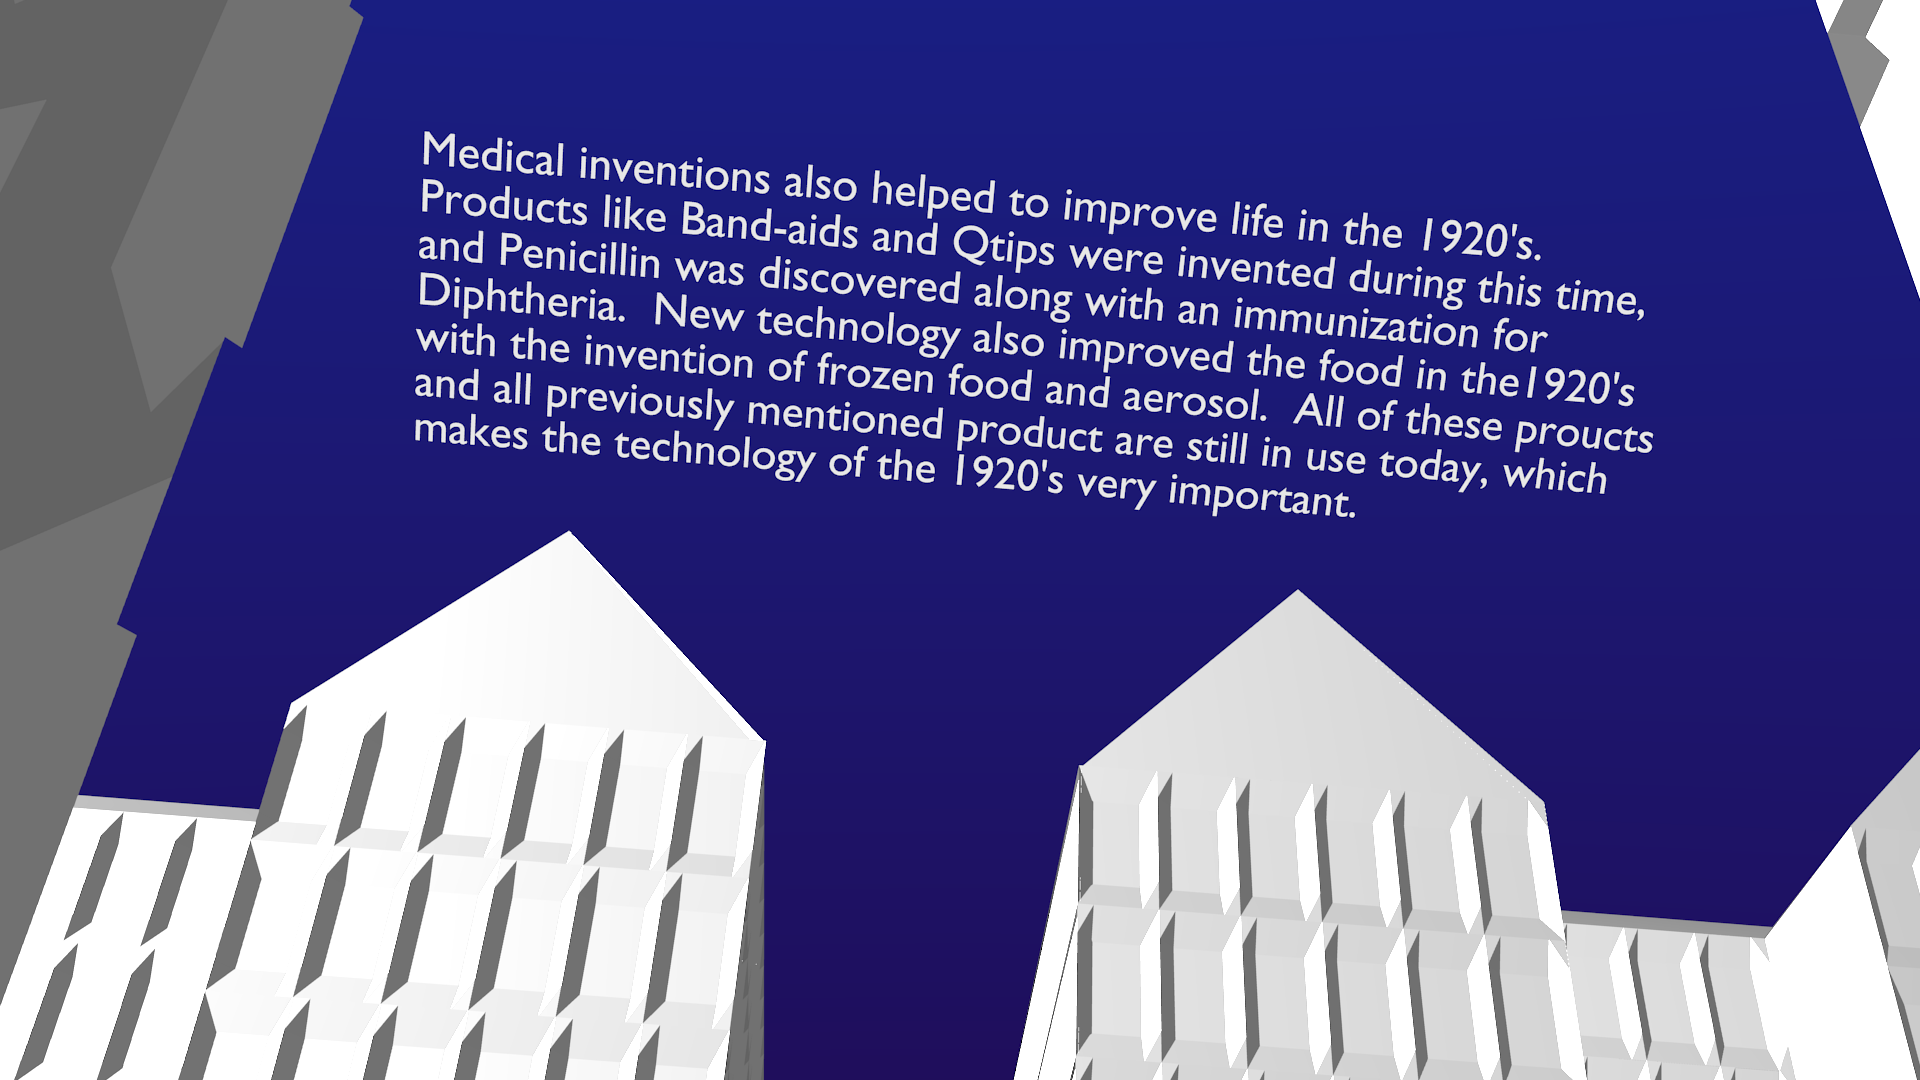 Medical inventions also helped to improve life in the 1920's.
Products like Band-aids and Qtips were invented during this time,
and Penicillin was discovered along with an immunization for
Diphtheria.  New technology also improved the food in the1920's
with the invention of frozen food and aerosol.  All of these proucts
and all previously mentioned product are still in use today, which
makes the technology of the 1920's very important.